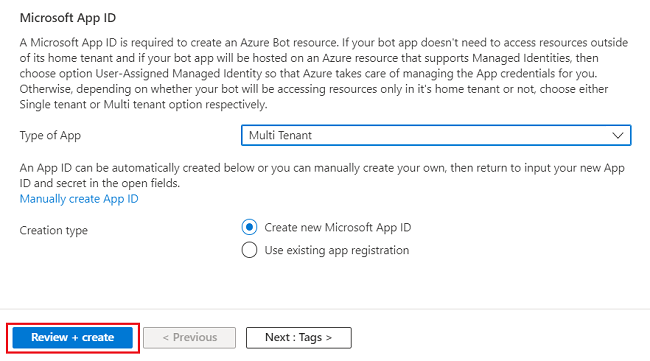 Microsoft App ID
A Microsoft App ID is required to create an Azure Bot resource. If your bot app doesn't need to access resources outside
of its home tenant and if your bot app will be hosted on an Azure resource that supports Managed Identities, then
choose option User-Assigned Managed Identity so that Azure takes care of managing the App credentials for you.
Otherwise, depending on whether your bot will be accessing resources only in it's home tenant or not, choose either
Single tenant or Multi tenant option respectively.
Type of App
Multi Tenant
An App ID can be automatically created below or you can manually create your own, then return to input your new App
ID and secret in the open fields.
Manually create App ID
Creation type
Create new Microsoft App ID
Use existing app registration
Review + create
< Previous
Next : Tags >